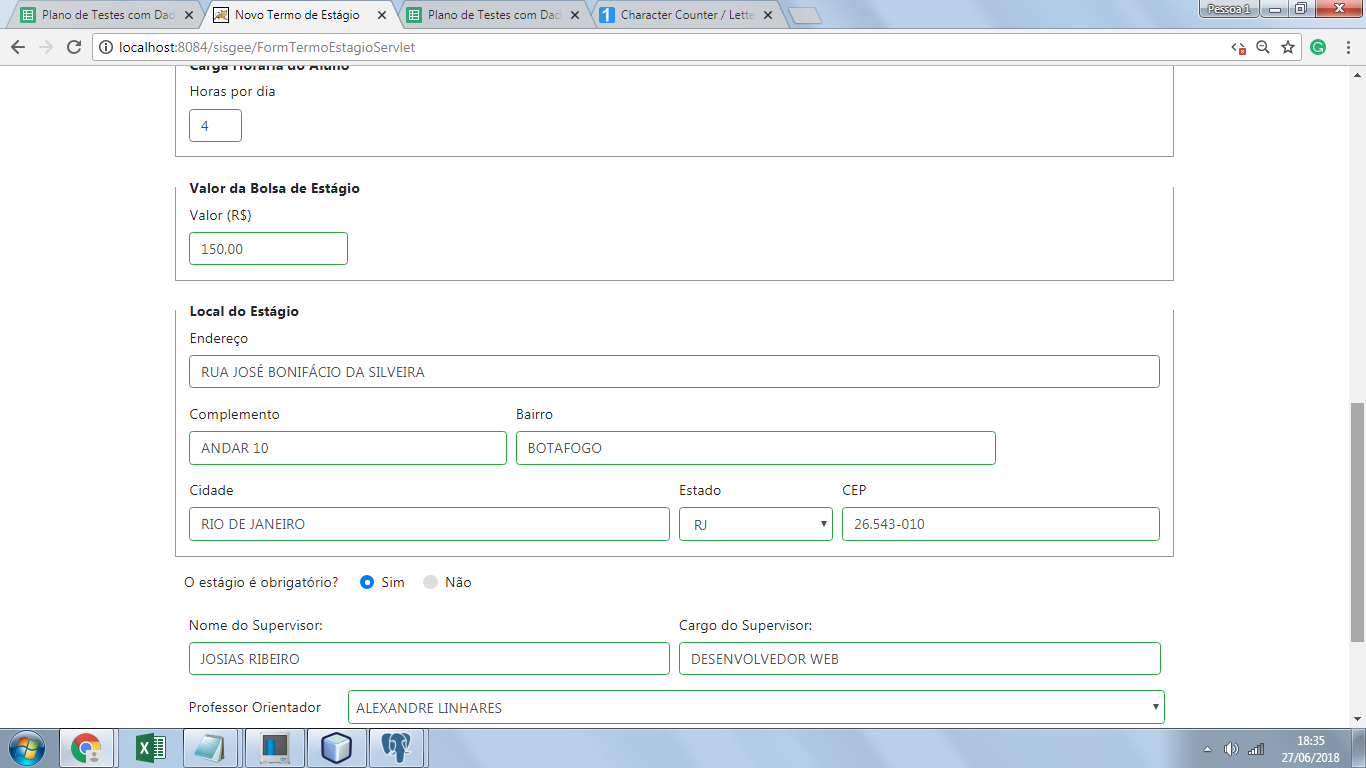 Plano de Testes com Dad
Novo Termo de Estágio
Plano de Testes com Dad
Character Counter / Lette
Pessoa 1
localhost:8084/sisgee/FormTermoEstagioServlet
Carga Horária do Aluno
Horas por dia
4
Valor da Bolsa de Estágio
Valor (R$)
150,00
Local do Estágio
Endereço
RUA JOSÉ BONIFÁCIO DA SILVEIRA
Complemento Bairro
ANDAR 10 BOTAFOGO
Cidade Estado CEP
RIO DE JANEIRO RJ 26.543-010
O estágio é obrigatório? Sim Não
Nome do Supervisor: Cargo do Supervisor:
JOSIAS RIBEIRO DESENVOLVEDOR WEB
Professor Orientador ALEXANDRE LINHARES
18:35
27/06/2018